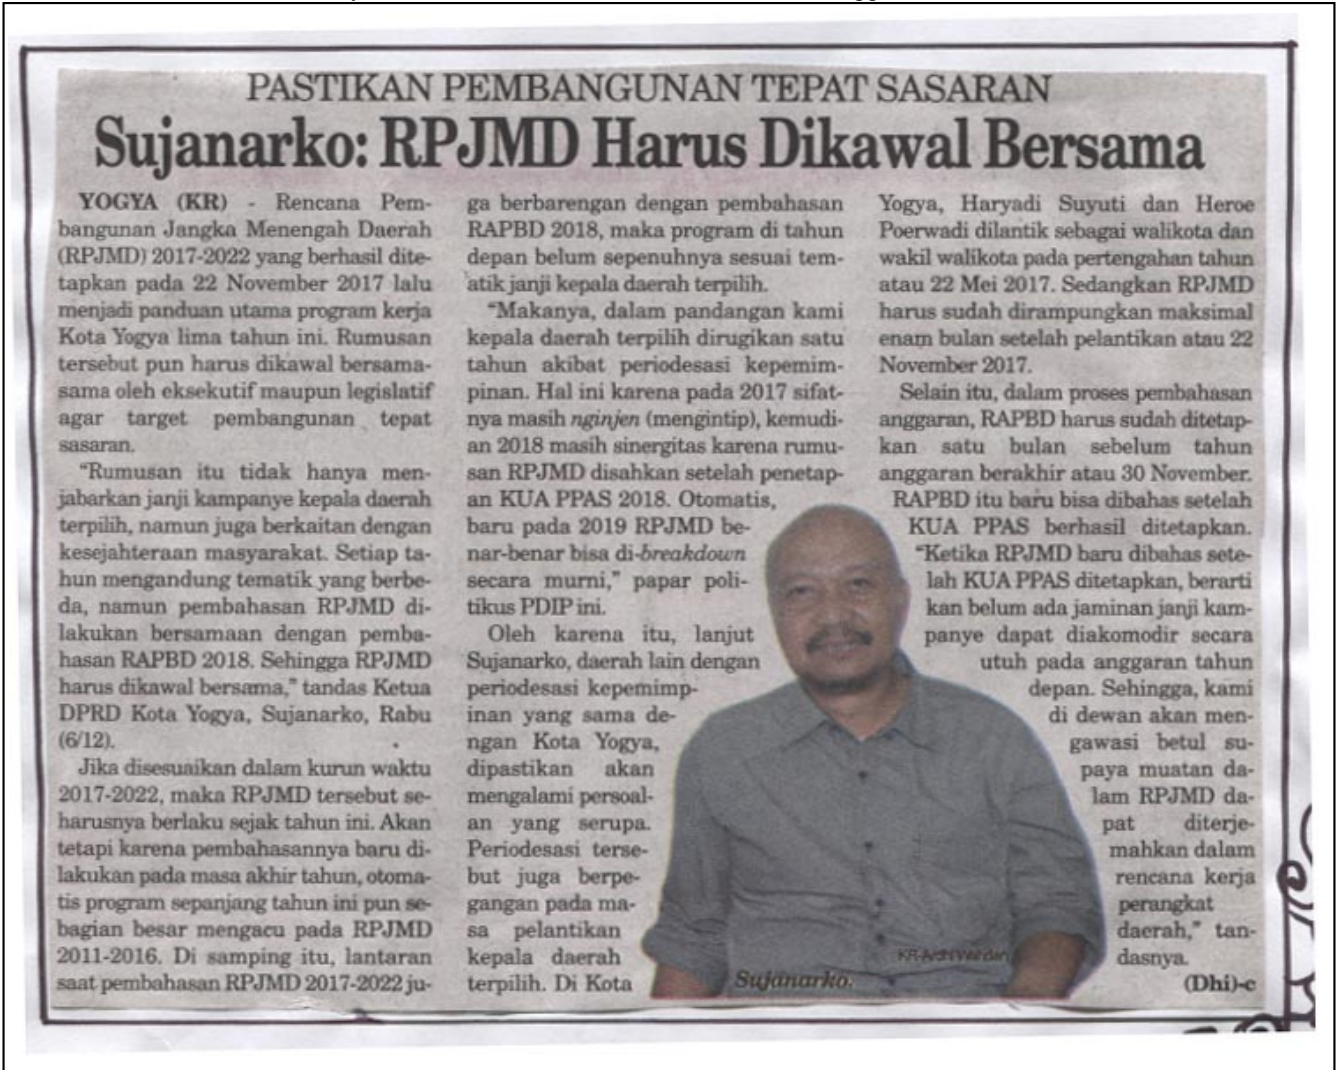 PASTIKAN PEMBANGUNAN TEPAT SASARAN
Sujanarko: RPJMD Harus Dikawal Bersama
YOGYA (KR) - Rencana Pem-
bangunan Jangka Menengah Daerah
(RPJMD) 2017-2022 yang berhasil dite-
tapkan pada 22 November 2017 lalu
menjadi panduan utama program kerja
Kota Yogya lima tahun ini. Rumusan
tersebut pun harus dikawal bersama-
sama oleh eksekutif maupun legislatif
agar target pembangunan tepat
sasaran.
"Rumusan itu tidak hanya men-
jabarkan janji kampanye kepala daerah
terpilih, namun juga berkaitan dengan
kesejahteraan masyarakat. Setiap ta-
hun mengandung tematik yang berbe-
da, namun pembahasan RPJMD di-
lakukan bersamaan dengan pemba-
hasan RAPBD 2018. Sehingga RPJMD
harus dikawal bersama," tandas Ketua
DPRD Kota Yogya, Sujanarko, Rabu
(6/12).
Jika disesuaikan dalam kurun waktu
2017-2022, maka RPJMD tersebut se-
harusnya berlaku sejak tahun ini. Akan
tetapi karena pembahasannya baru di-
lakukan pada masa akhir tahun, otoma-
tis program sepanjang tahun ini pun se-
bagian besar mengacu pada RPJMD
2011-2016. Di samping itu, lantaran
saat pembahasan RPJMD 2017-2022 ju-
ga berbarengan dengan pembahasan
RAPBD 2018, maka program di tahun
depan belum sepenuhnya sesuai tem-
atik janji kepala daerah terpilih.
"Makanya, dalam pandangan kami
kepala daerah terpilih dirugikan satu
tahun akibat periodesasi kepemim-
pinan. Hal ini karena pada 2017 sifat-
nya masih nginjen (mengintip), kemudi-
an 2018 masih sinergitas karena rumu-
san RPJMD disahkan setelah penetap-
an KUA PPAS 2018. Otomatis,
baru pada 2019 RPJMD be-
nar-benar bisa di-breakdown
secara murni," papar poli-
tikus PDIP ini.
Oleh karena itu, lanjut
Sujanarko, daerah lain dengan
periodesasi kepemimp-
inan yang sama de-
ngan Kota Yogya,
dipastikan akan
mengalami persoal-
an yang serupa.
Periodesasi terse-
but juga berpe-
gangan pada ma-
sa pelantikan
kepala daerah
terpilih. Di Kota
Yogya, Haryadi Suyuti dan Heroe
Poerwadi dilantik sebagai walikota dan
wakil walikota pada pertengahan tahun
atau 22 Mei 2017. Sedangkan RPJMD
harus sudah dirampungkan maksimal
enam bulan setelah pelantikan atau 22
November 2017.
Selain itu, dalam proses pembahasan
anggaran, RAPBD harus sudah ditetap-
kan satu bulan sebelum tahun
anggaran berakhir atau 30 November.
RAPBD itu baru bisa dibahas setelah
KUA PPAS berhasil ditetapkan.
"Ketika RPJMD baru dibahas sete-
lah KUA PPAS ditetapkan, berarti
kan belum ada jaminan janji kam-
panye dapat diakomodir secara
utuh pada anggaran tahun
depan. Sehingga, kami
di dewan akan men-
gawasi betul su-
paya muatan da-
lam RPJMD da-
pat diterje-
mahkan dalam
rencana kerja
perangkat
daerah," tan-
dasnya.
(Dhi)-c
Sujanarko.